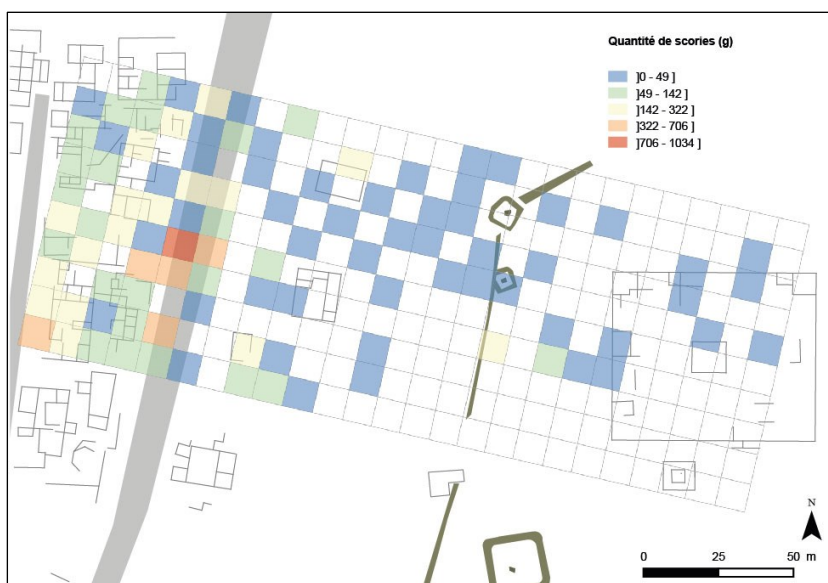 Quantité de scories (g)
]0 - 49 ]
]49 - 142 ]
]142 - 322 ]
]322 - 706 ]
]706 - 1034 ]
N
0 25 50 m